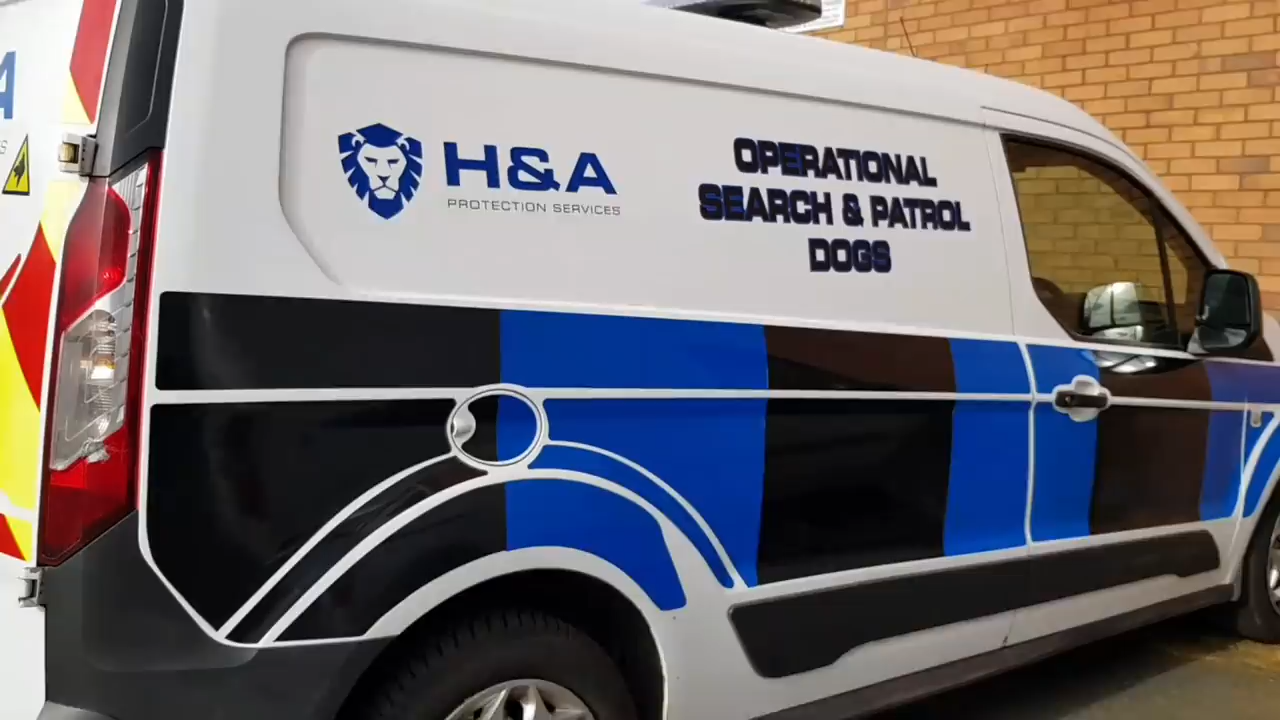 H&A
PROTECTION SERVICES
OPERATIONAL
SEARCH & PATROL
DOGS
A
S